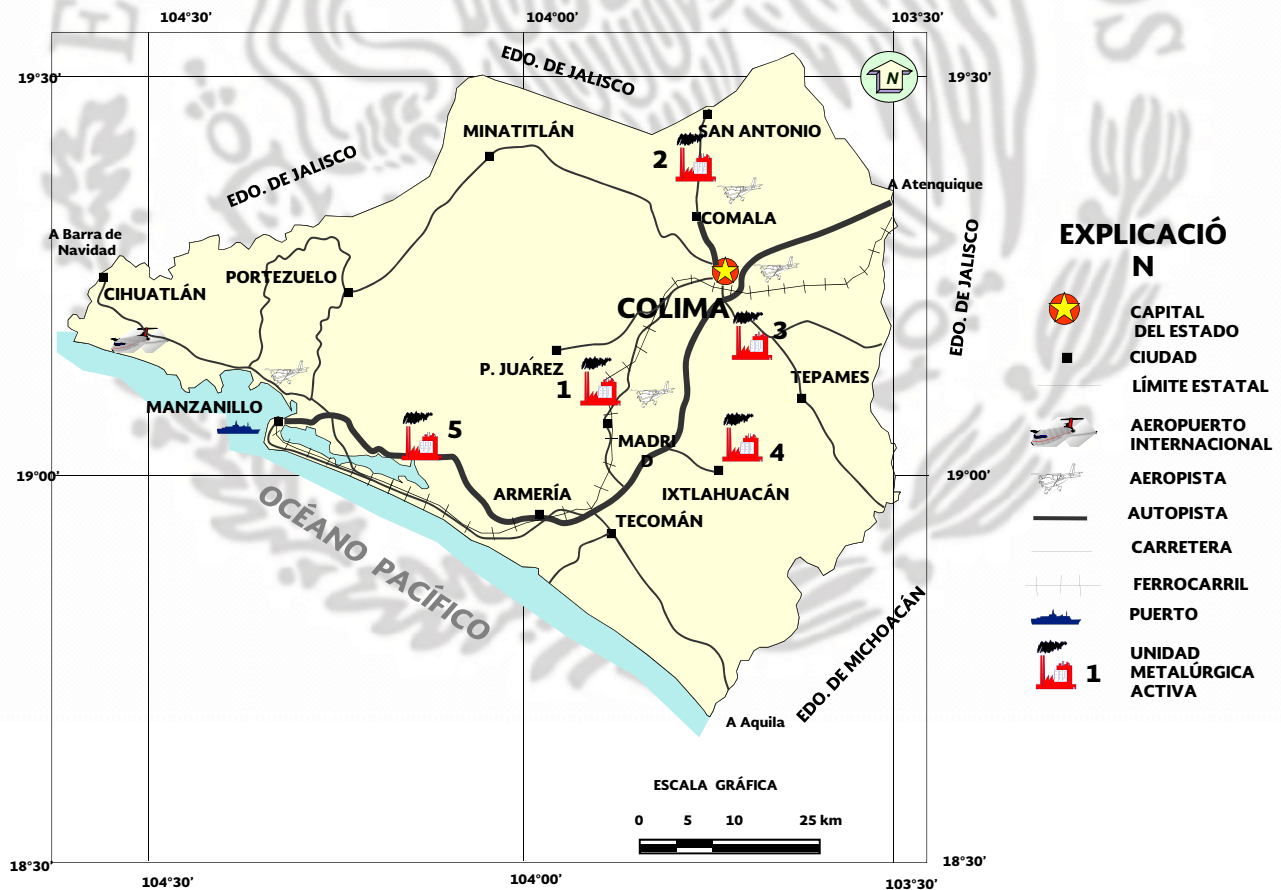 104°30’
104°00’
103°30’
19°30’
19°30’
EDO. DE JALISCO
MINATITLÁN
SAN ANTONIO
2
EDO. DE JALISCO
N
A Atenquique
COMALA
A Barra de
Navidad
PORTEZUELO
CIHUATLÁN
EDO. DE JALISCO
COLIMA
3
P. JUÁREZ
1
TEPAMES
MANZANILLO
5
MADRI
D
4
19°00’
19°00’
ARMERÍA
IXTLAHUACÁN
TECOMÁN
OCÉANO PACÍFICO
EDO. DE MICHOACÁN
A Aquila
ESCALA GRÁFICA
0 5 10 25 km
18°30’
18°30’
104°30’
104°00’
103°30’
EXPLICACIÓ
N
CAPITAL
DEL ESTADO
CIUDAD
LÍMITE ESTATAL
AEROPUERTO
INTERNACIONAL
AEROPISTA
AUTOPISTA
CARRETERA
FERROCARRIL
PUERTO
1
UNIDAD
METALÚRGICA
ACTIVA